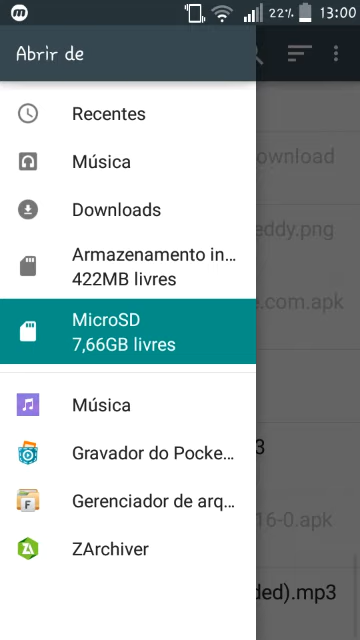 22% 13:00
Abrir de
Recentes
Música
ownload
Downloads
eddy.png
Armazenamento in...
422MB livres
e.com.apk
MicroSD
7,66GB livres
Música
3
Gravador do Pocke...
Gerenciador de arq...
16-0.apk
ZArchiver
ded).mp3